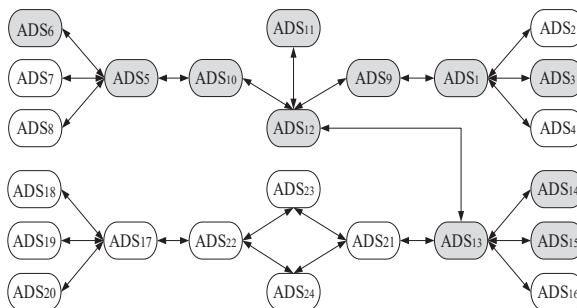 ADS6 ADS11 ADS2
ADS7 ADS5 ADS10 ADS9 ADS1 ADS3
ADS8 ADS12 ADS4
ADS18 ADS23 ADS14
ADS19 ADS17 ADS22 ADS21 ADS13 ADS15
ADS20 ADS24 ADS16